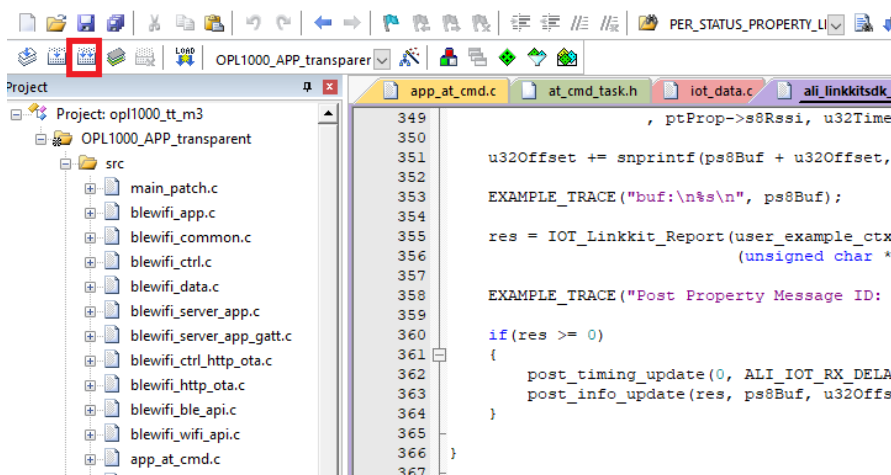 PER_STATUS_PROPERTY_LI
LOAD
OPL1000_APP_transparer
Project
Project: opl1000_tt_m3
OPL1000_APP_transparent
src
main_patch.c
blewifi_app.c
blewifi_common.c
blewifi_ctrl.c
blewifi_data.c
blewifi_server_app.c
blewifi_server_app_gatt.c
blewifi_ctrl_http_ota.c
blewifi_http_ota.c
blewifi_ble_api.c
blewifi_wifi_api.c
app_at_cmd.c
app_at_cmd.c at_cmd_task.h iot_data.c ali_linkkitsdk_
349 , ptProp->s8Rssi, u32Time
350
351 u32Offset += snprintf(ps8Buf + u32Offset,
352
353 EXAMPLE_TRACE("buf:\n%s\n", ps8Buf);
354
355 res = IOT_Linkkit_Report(user_example_ctx
356 (unsigned char *
357
358 EXAMPLE_TRACE("Post Property Message ID:
359
360 if(res >= 0)
361 {
362 post_timing_update(0, ALI_IOT_RX_DELA
363 post_info_update(res, ps8Buf, u32Offs
364 }
365
366 }
367